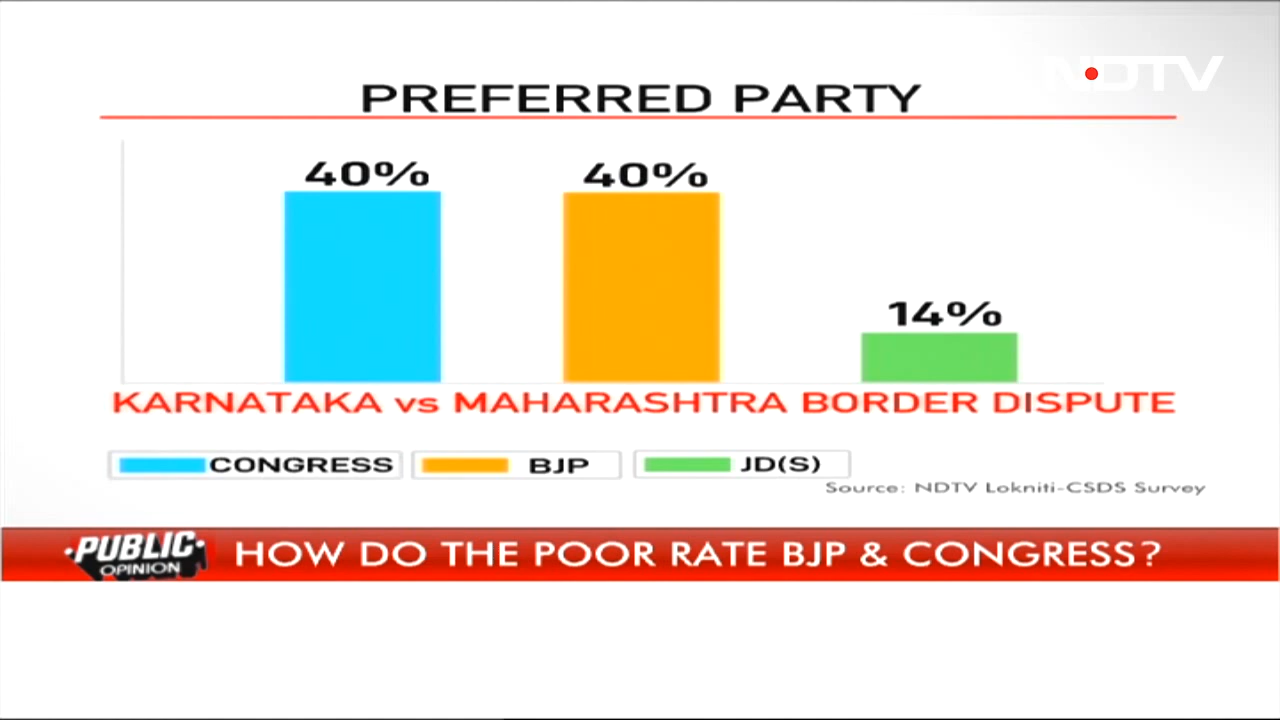 NDTV
PREFERRED PARTY
40%
40%
14%
KARNATAKA vs MAHARASHTRA BORDER DISPUTE
CONGRESS
BJP
JD(S)
Source: NDTV Lokniti-CSDS Survey
PUBLIC
OPINION
HOW DO THE POOR RATE BJP & CONGRESS?